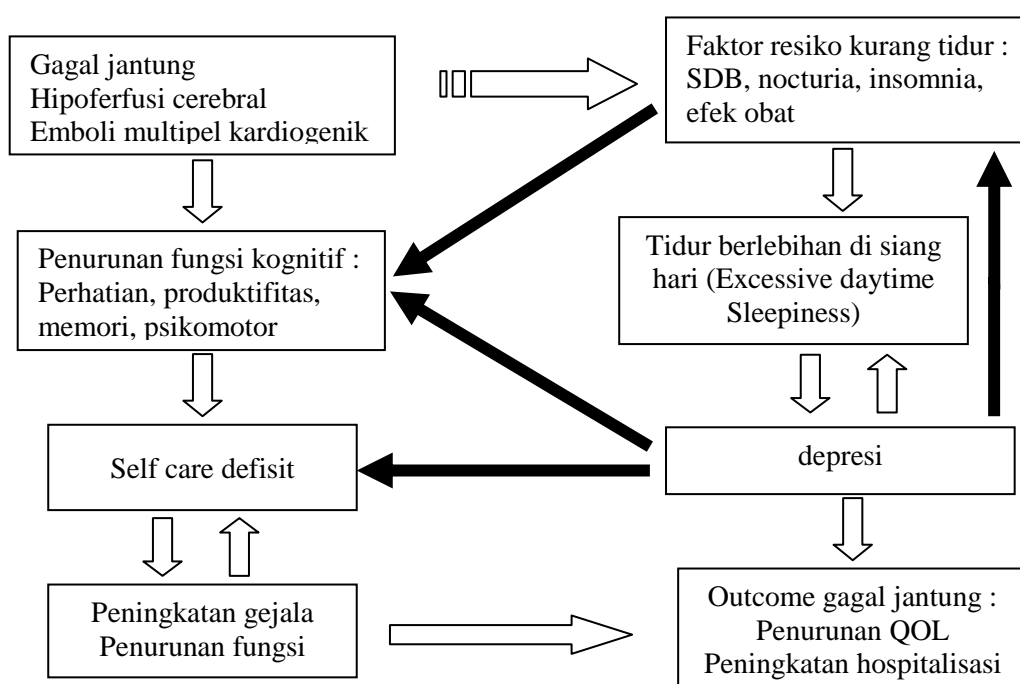 Gagal jantung
Hipoferfusi cerebral
Emboli multipel kardiogenik
Faktor resiko kurang tidur :
SDB, nocturia, insomnia,
efek obat
Penurunan fungsi kognitif :
Perhatian, produktifitas,
memori, psikomotor
Tidur berlebihan di siang
hari (Excessive daytime
Sleepiness)
Self care defisit
depresi
Peningkatan gejala
Penurunan fungsi
Outcome gagal jantung :
Penurunan QOL
Peningkatan hospitalisasi